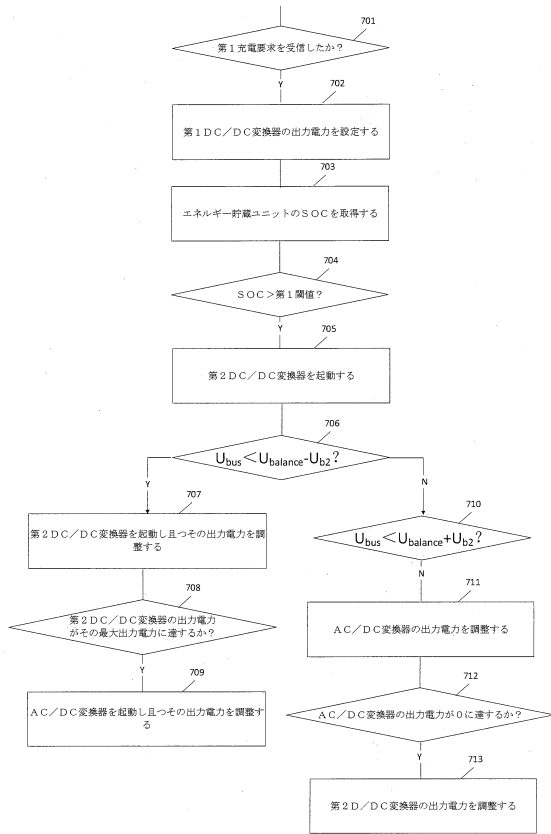 701
第1充電要求を受信したか？
Y
702
第1DC／DC変換器の出力電力を設定する
703
エネルギー貯蔵ユニットのSOCを取得する
704
SOC＞第1閾値？
Y
705
第2DC／DC変換器を起動する
706
Ubus＜Ubalance-Ub2？
Y
N
707
第2DC／DC変換器を起動し且つその出力電力を調
整する
708
第2DC／DC変換器の出力電力
がその最大出力電力に達するか？
Y
709
AC／DC変換器を起動し且つその出力電力を調整す
る
710
Ubus＜Ubalance+Ub2？
N
711
AC／DC変換器の出力電力を調整する
712
AC／DC変換器の出力電力が0に達するか？
Y
713
第2D／DC変換器の出力電力を調整する